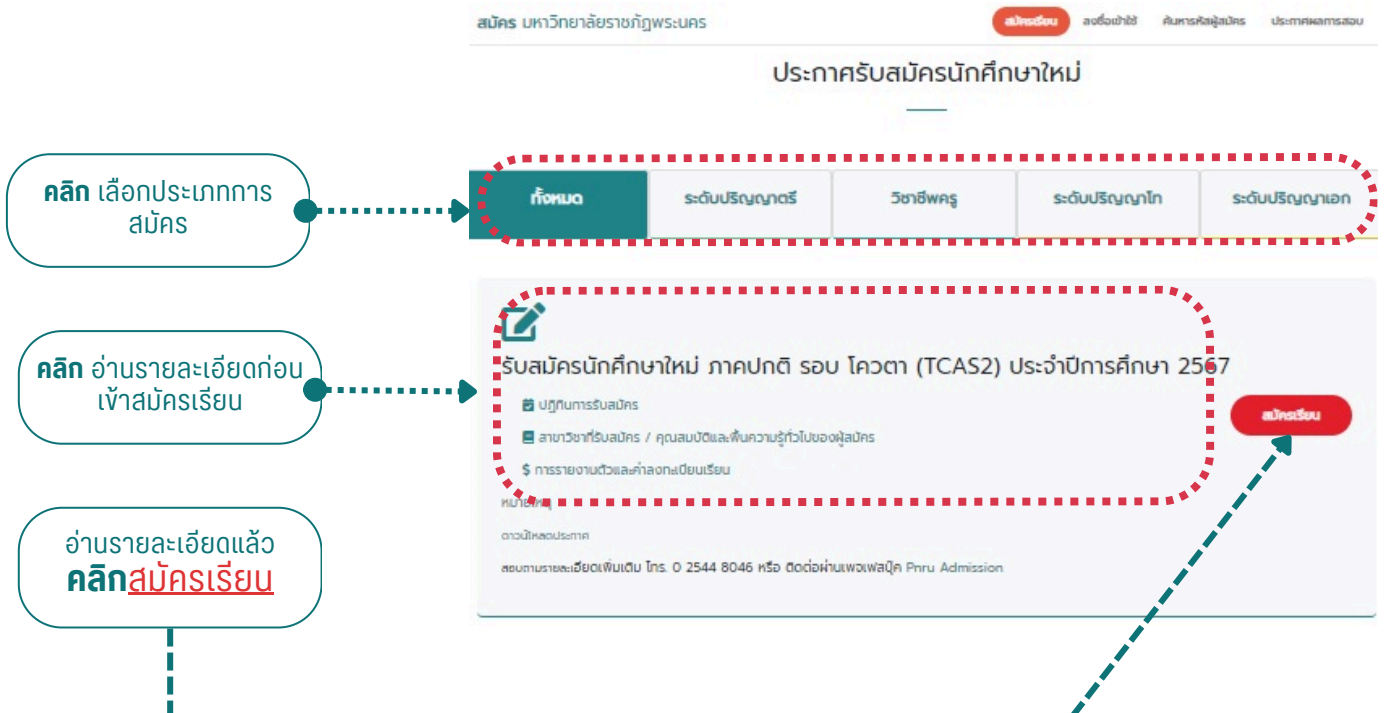 สมัคร มหาวิทยาลัยราชภัฏพระนคร
สมัครเรียน ลงชื่อเข้าใช้ ค้นหารหัสผู้สมัคร ประกาศผลการสอบ
ประกาศรับสมัครนักศึกษาใหม่
คลิก เลือกประเภทการ
สมัคร
ทั้งหมด ระดับปริญญาตรี วิชาชีพครู ระดับปริญญาโท ระดับปริญญาเอก
คลิก อ่านรายละเอียดก่อน
เข้าสมัครเรียน
รับสมัครนักศึกษาใหม่ ภาคปกติ รอบ โควตา (TCAS2) ประจำปีการศึกษา 2567
ปฏิทินการรับสมัคร
สาขาวิชาที่รับสมัคร / คุณสมบัติและพื้นความรู้ทั่วไปของผู้สมัคร
$ การรายงานตัวและค่าลงทะเบียนเรียน
สมัครเรียน
หมายเหตุ
ดาวน์โหลดประกาศ
สอบถามรายละเอียดเพิ่มเติม โทร. 0 2544 8046 หรือ ติดต่อผ่านเพจเฟสบุ๊ค Pnru Admission
อ่านรายละเอียดแล้ว
คลิกสมัครเรียน